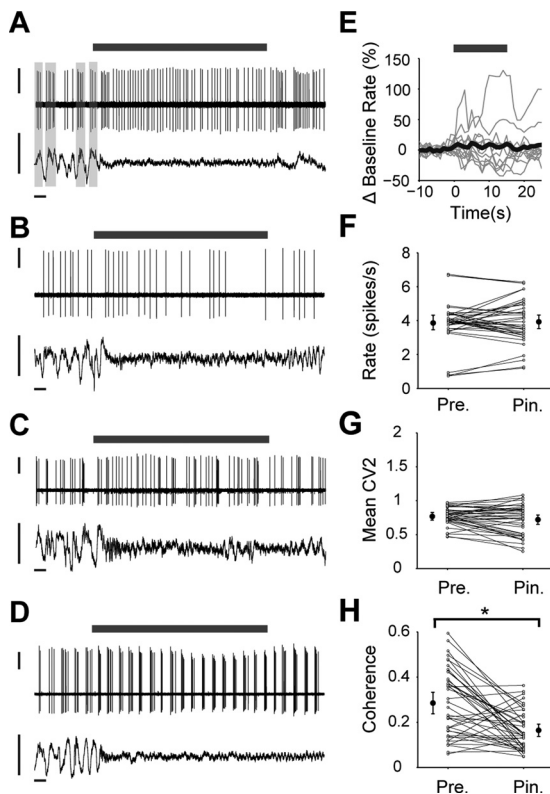 A
B
C
D
E
Δ Baseline Rate (%)
150
100
50
0
−50
−10
0
10
20
Time(s)
F
Rate (spikes/s)
8
6
4
2
0
Pre.
Pin.
G
Mean CV2
2
1.5
1
0.5
0
Pre.
Pin.
H
*
Coherence
0.6
0.4
0.2
0
Pre.
Pin.